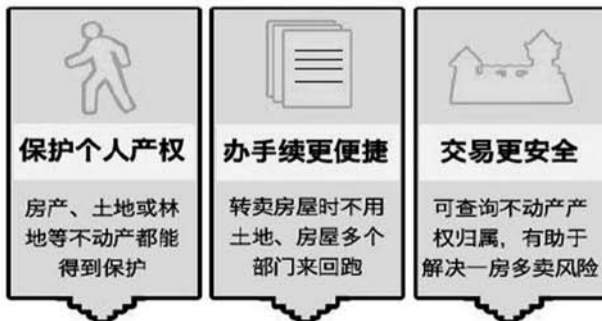 保护个人产权
房产、土地或林
地等不动产都能
得到保护
办手续更便捷
转卖房屋时不用
土地、房屋多个
部门来回跑
交易更安全
可查询不动产产
权归属，有助于
解决一房多卖风险